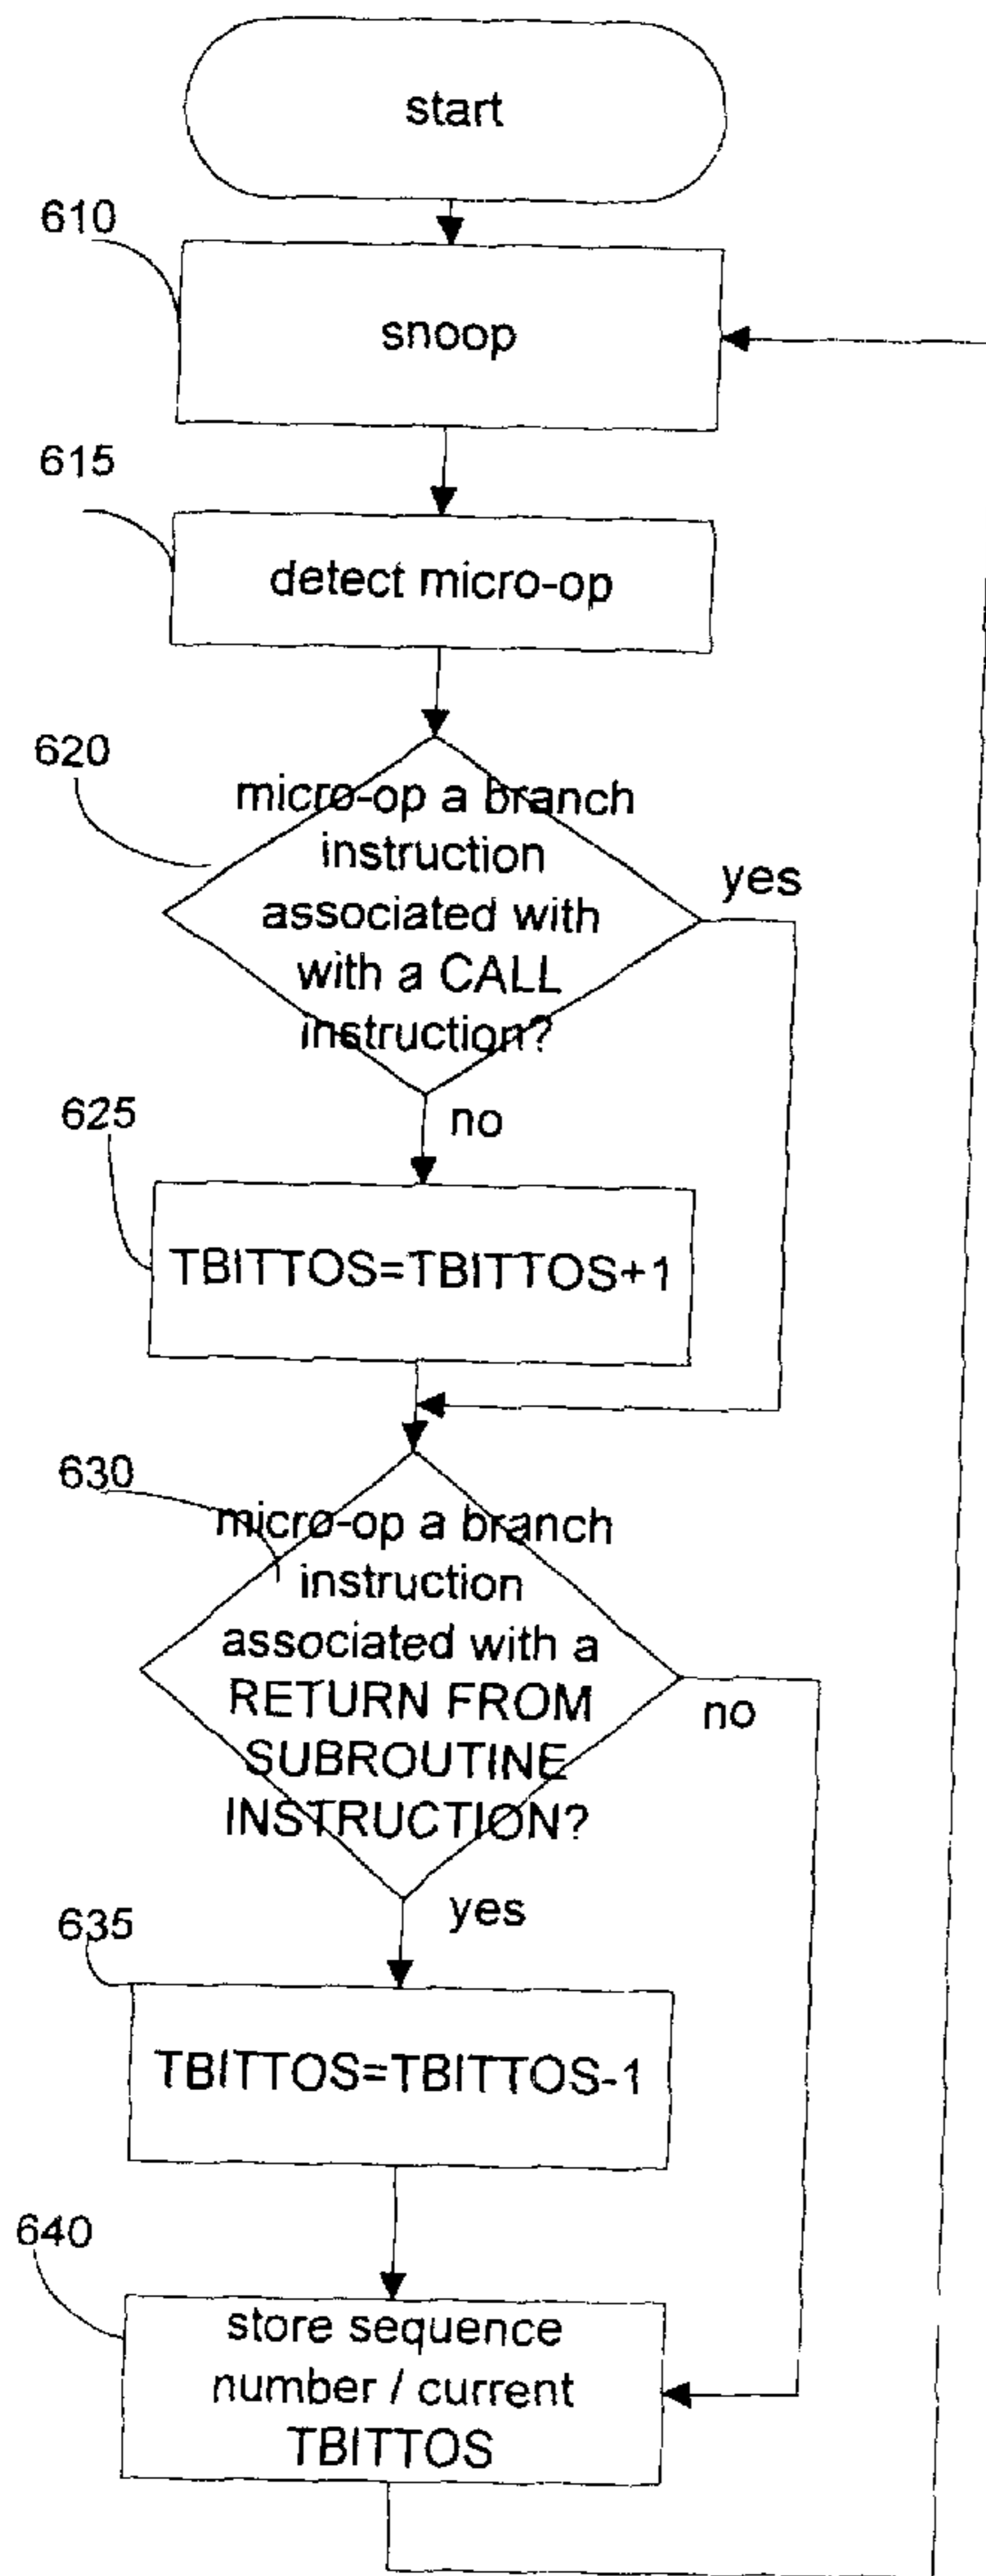 start
610
snoop
615
detect micro-op
620
micro-op a branch
instruction
associated with
with a CALL
instruction?
yes
no
625
TBITTOS=TBITTOS+1
630
micro-op a branch
instruction
associated with a
RETURN FROM
SUBROUTINE
INSTRUCTION?
no
yes
635
TBITTOS=TBITTOS-1
640
store sequence
number / current
TBITTOS